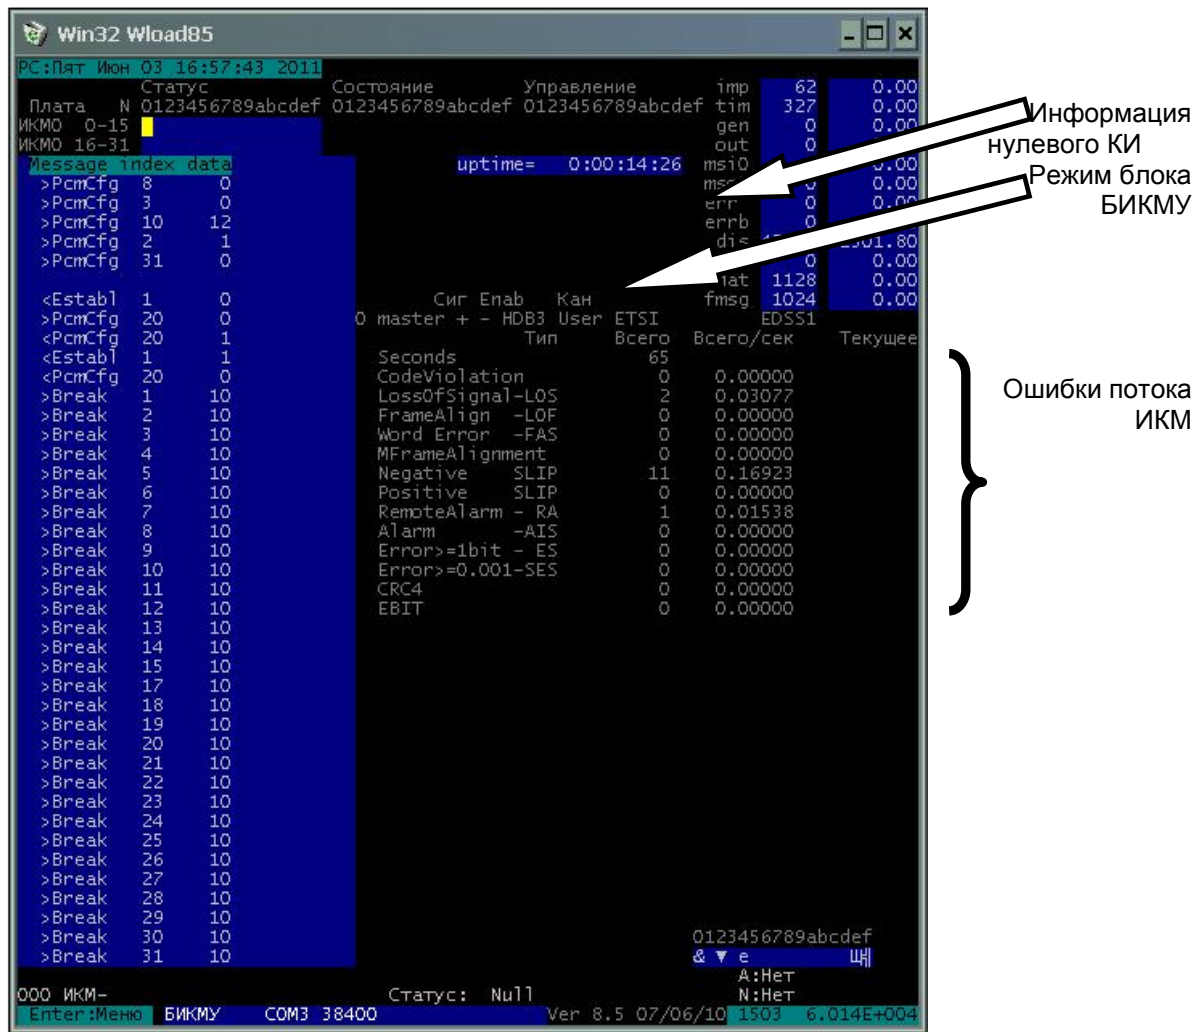 Win32 Wload85
PC:Пят Июн 03 16:57:43 2011
Статус Состояние Управление imp 62 0.00
Плата N 0123456789abcdef 0123456789abcdef 0123456789abcdef tim 327 0.00
ИКМ0 0-15 gen 0 0.00
ИКМ0 16-31 out 0
Message index data uptime= 0:00:14:26 msi0 0.00
>PcmCfg 8 0 0.00
>PcmCfg 3 0 err 0 0.00
>PcmCfg 10 12 errb 0
>PcmCfg 2 1 dis
>PcmCfg 31 0 0 0.00
1128 0.00
<Establ 1 0 Сиг Enab Кан fmsg 1024 0.00
>PcmCfg 20 0 0 master + - HDB3 User ETSI EDSS1
<PcmCfg 20 1 Тип Всего Всего/сек Текущее
<Establ 1 1 Seconds 65
<PcmCfg 20 0 CodeViolation 0 0.00000
>Break 1 10 LossOfSignal-LOS 2 0.03077
>Break 2 10 FrameAlign -LOF 0 0.00000
>Break 3 10 Word Error -FAS 0 0.00000
>Break 4 10 MFrameAlignment 0 0.00000
>Break 5 10 Negative SLIP 11 0.16923
>Break 6 10 Positive SLIP 0 0.00000
>Break 7 10 RemoteAlarm - RA 1 0.01538
>Break 8 10 Alarm -AIS 0 0.00000
>Break 9 10 Error>=1bit - ES 0 0.00000
>Break 10 10 Error>=0.001-SES 0 0.00000
>Break 11 10 CRC4 0 0.00000
>Break 12 10 EBIT 0 0.00000
>Break 13 10
>Break 14 10
>Break 15 10
>Break 17 10
>Break 18 10
>Break 19 10
>Break 20 10
>Break 21 10
>Break 22 10
>Break 23 10
>Break 24 10
>Break 25 10
>Break 26 10
>Break 27 10
>Break 28 10
>Break 29 10
>Break 30 10 0123456789abcdef
>Break 31 10 & ▼ e
A:Нет
000 ИКМ- Статус: Null N:Нет
Enter:Меню БИКМУ COM3 38400 Ver 8.5 07/06/10 1503 6.014E+004
Информация
нулевого КИ
Режим блока
БИКМУ
Ошибки потока
ИКМ